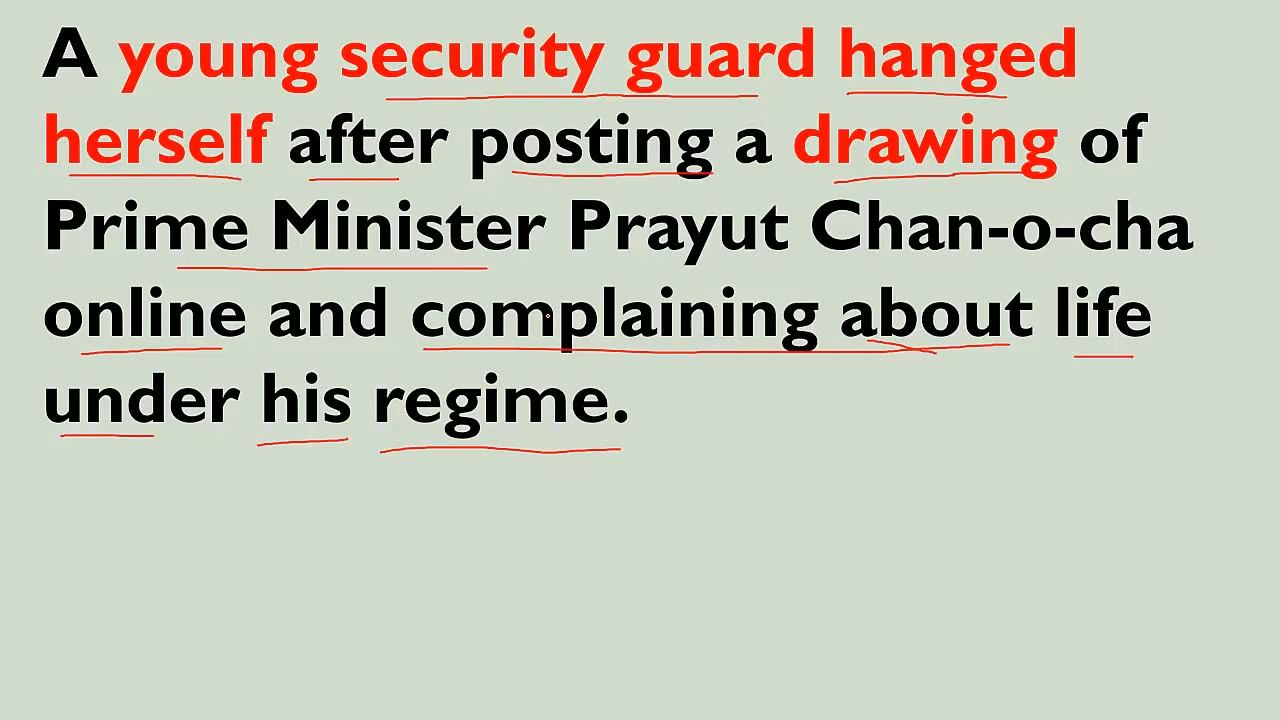 A young security guard hanged
herself after posting a drawing of
Prime Minister Prayut Chan-o-cha
online and complaining about life
under his regime.